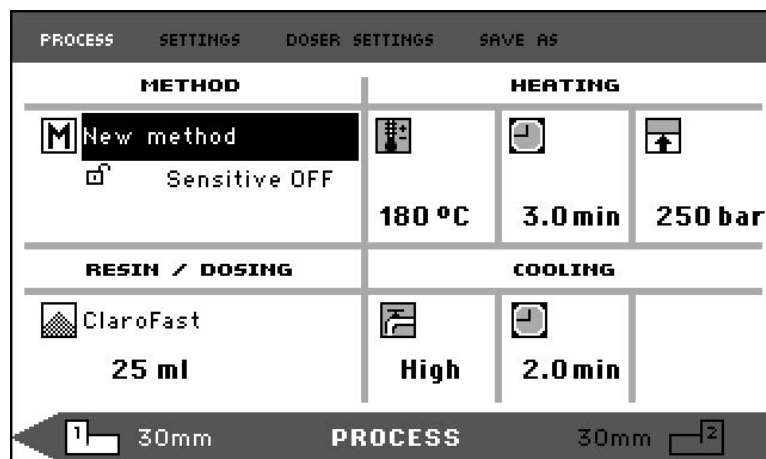 PROCESS SETTINGS DOSER SETTINGS SAVE AS
METHOD HEATING
M New method
Sensitive OFF
180 ºC 3.0 min 250 bar
RESIN / DOSING COOLING
ClaroFast
25 ml High 2.0 min
1 30mm PROCESS 30mm 2